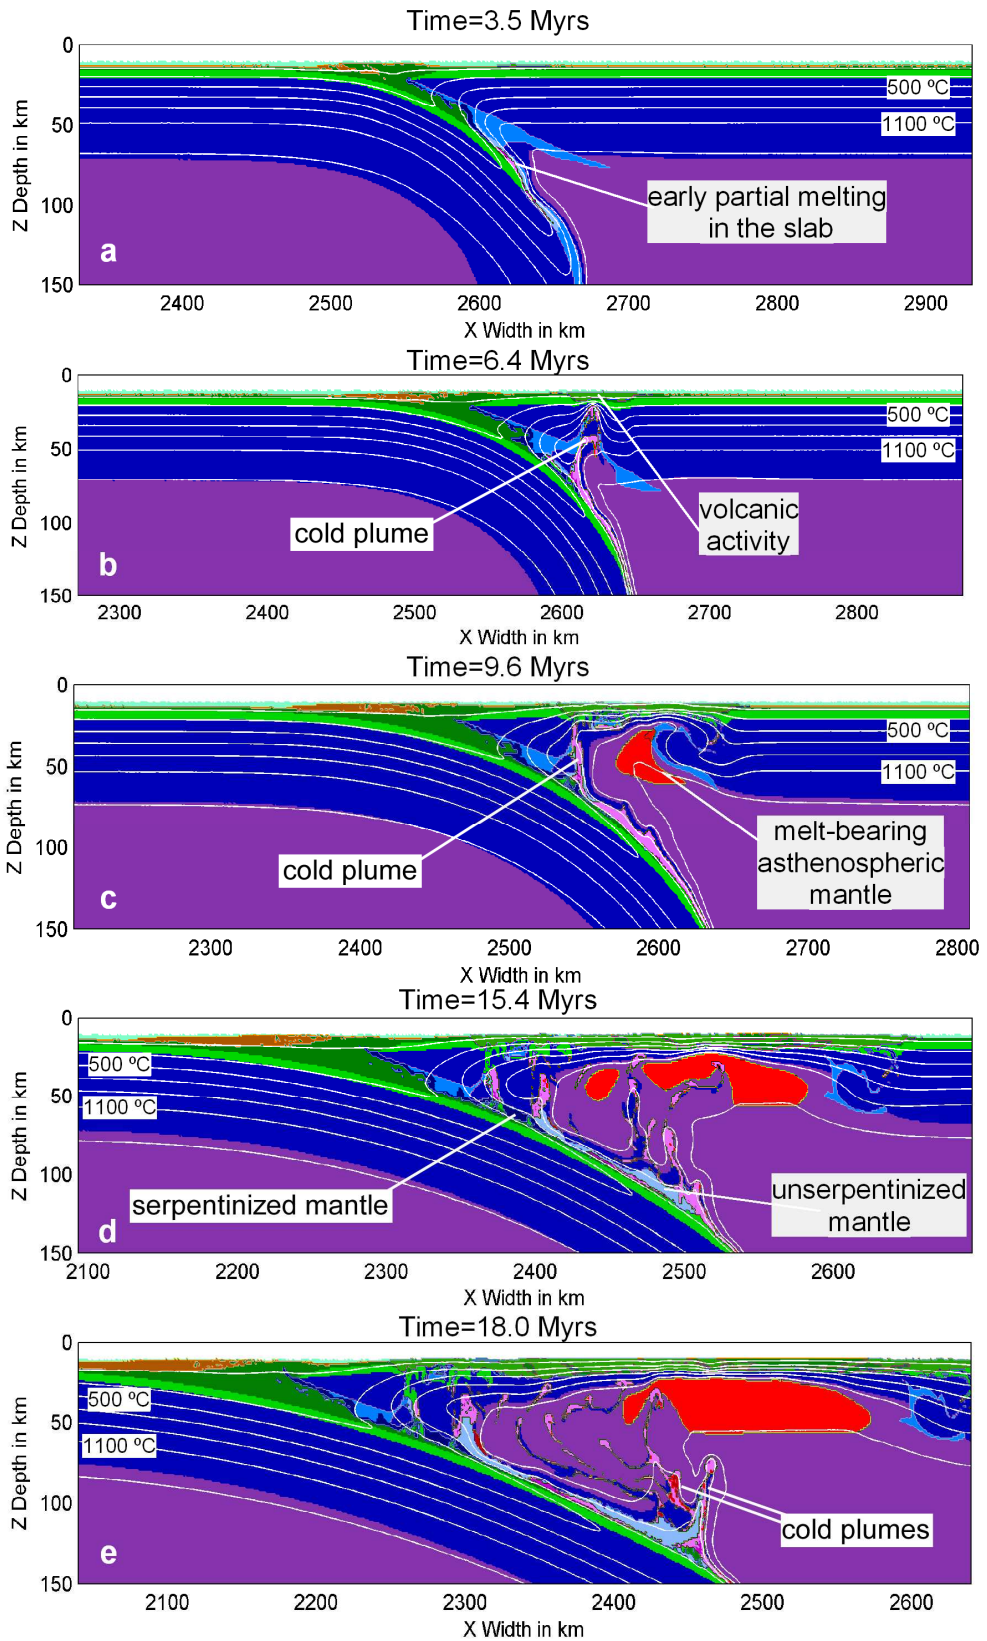 Time=3.5 Myrs
0
50
100
150
Z Depth in km
500 ºC
1100 ºC
early partial melting
in the slab
a
2400
2500
2600
2700
2800
2900
X Width in km
Time=6.4 Myrs
0
50
100
150
Z Depth in km
500 ºC
1100 ºC
cold plume
volcanic
activity
b
2300
2400
2500
2600
2700
2800
X Width in km
Time=9.6 Myrs
0
50
100
150
Z Depth in km
500 ºC
1100 ºC
cold plume
melt-bearing
asthenospheric
mantle
c
2300
2400
2500
2600
2700
2800
X Width in km
Time=15.4 Myrs
0
50
100
150
Z Depth in km
500 ºC
1100 ºC
serpentinized mantle
unserpentinized
mantle
d
2100
2200
2300
2400
2500
2600
X Width in km
Time=18.0 Myrs
0
50
100
150
Z Depth in km
500 ºC
1100 ºC
cold plumes
e
2100
2200
2300
2400
2500
2600
X Width in km